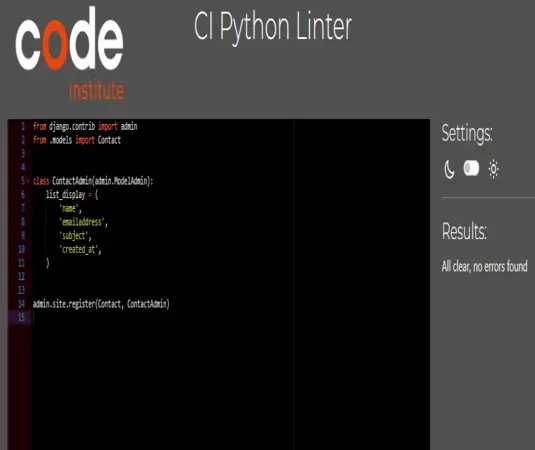 code
institute
CI Python Linter
1 from django.contrib import admin
2 from .models import Contact
3
4
5 class ContactAdmin(admin.ModelAdmin):
6     list_display = (
7         'name',
8         'emailaddress',
9         'subject',
10         'created_at',
11     )
12
13
14 admin.site.register(Contact, ContactAdmin)
15
Settings:
Results:
All clear, no errors found